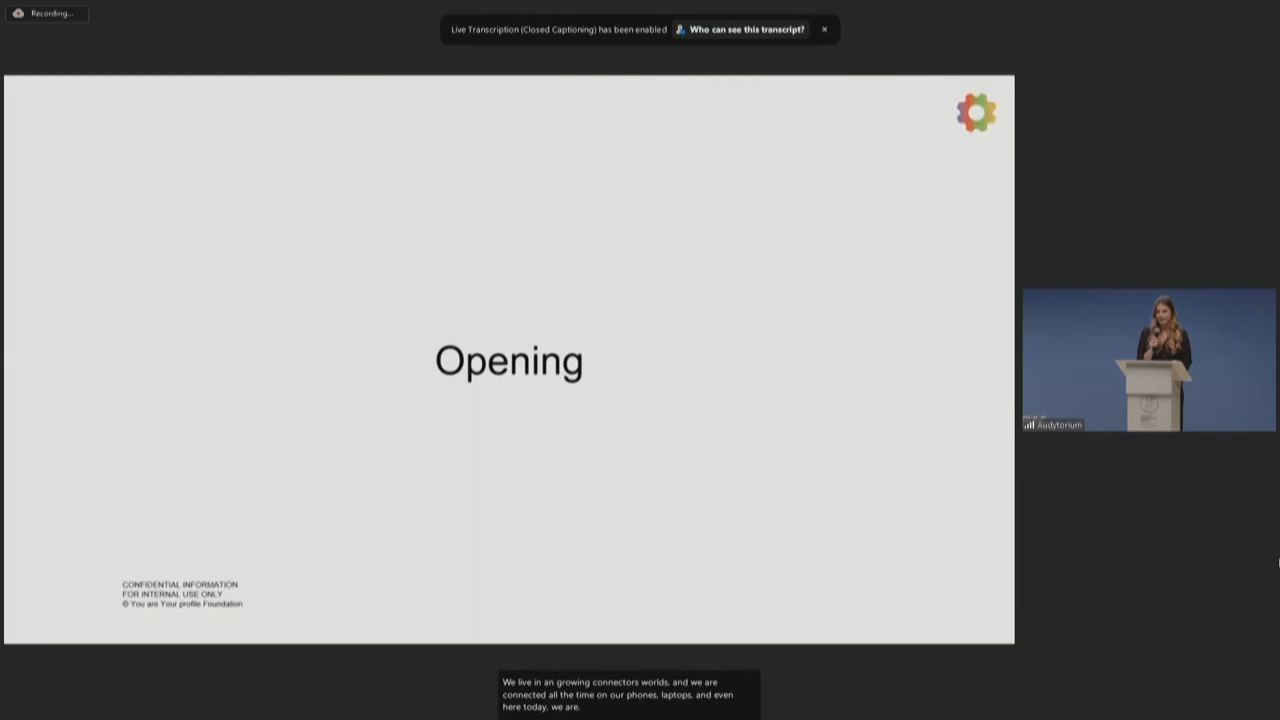 Recording...
Live Transcription (Closed Captioning) has been enabled Who can see this transcript?
Opening
CONFIDENTIAL INFORMATION
FOR INTERNAL USE ONLY
© You are Your profile Foundation
Audytorium
We live in an growing connectors worlds, and we are
connected all the time on our phones, laptops, and even
here today, we are.